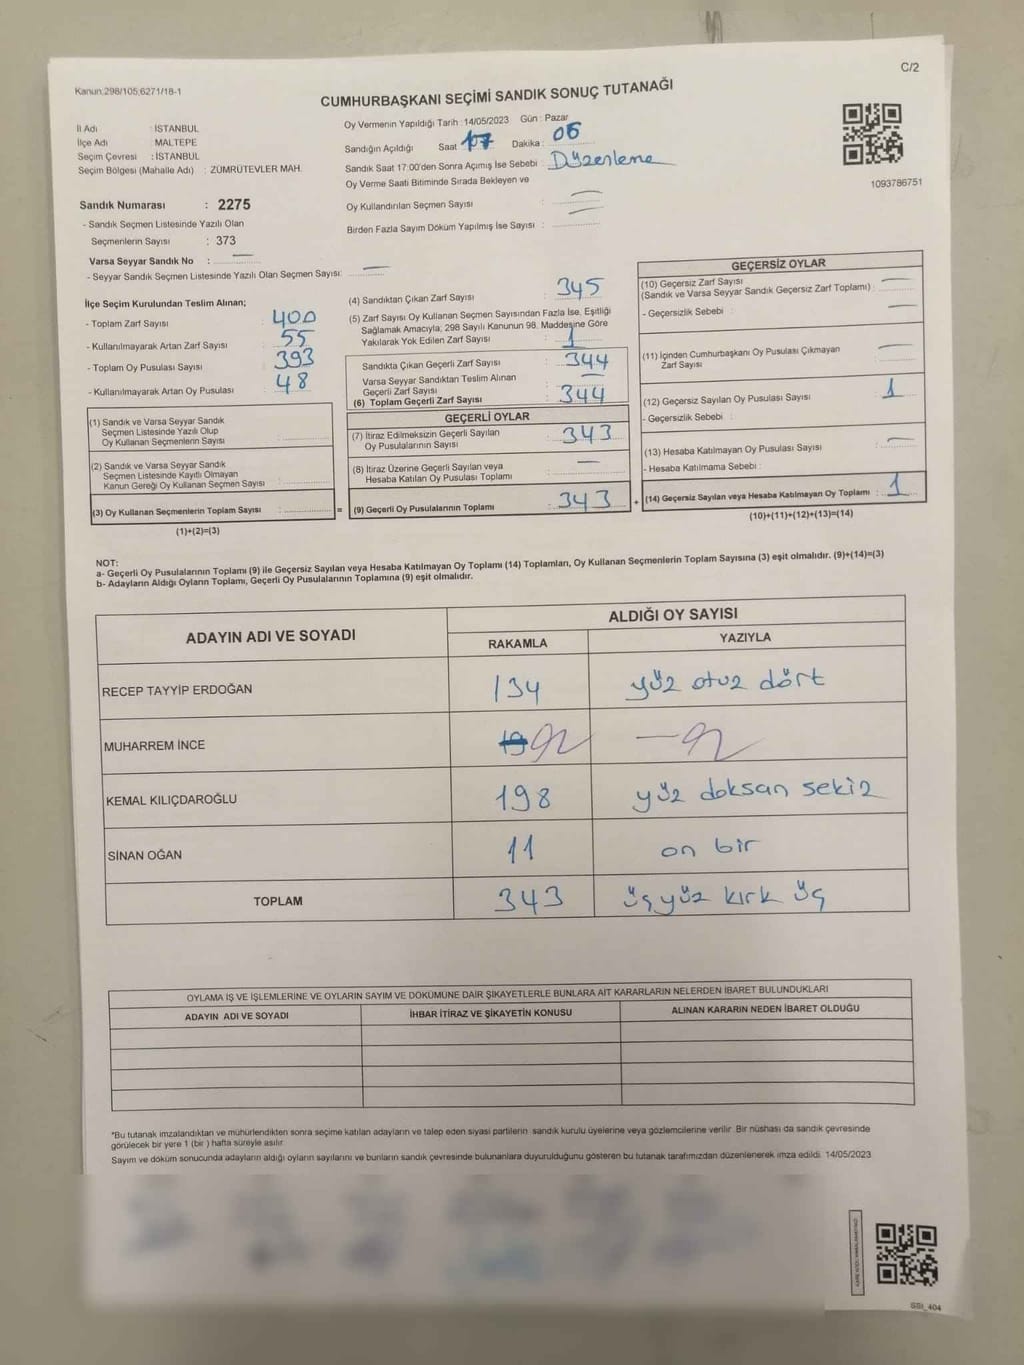 C/2
Kanun:298/105;6271/18-1
CUMHURBAŞKANI SEÇİMİ SANDIK SONUÇ TUTANAĞI
İl Adı : İSTANBUL
İlçe Adı : MALTEPE
Seçim Çevresi : İSTANBUL
Seçim Bölgesi (Mahalle Adı) : ZÜMRÜTEVLER MAH.
Oy Vermenin Yapıldığı Tarih : 14/05/2023 Gün : Pazar
Sandığın Açıldığı Saat : 17 Dakika : 06
Sandık Saat 17:00'den Sonra Açımış İse Sebebi : Düzenleme
Oy Verme Saati Bitiminde Sırada Bekleyen ve
Oy Kullandırılan Seçmen Sayısı : —
Birden Fazla Sayım Döküm Yapılmış İse Sayısı : —
1093786751
Sandık Numarası : 2275
- Sandık Seçmen Listesinde Yazılı Olan
Seçmenlerin Sayısı : 373
Varsa Seyyar Sandık No : —
- Seyyar Sandık Seçmen Listesinde Yazılı Olan Seçmen Sayısı: —
İlçe Seçim Kurulundan Teslim Alınan;
- Toplam Zarf Sayısı : 400
- Kullanılmayarak Artan Zarf Sayısı : 55
- Toplam Oy Pusulası Sayısı : 393
- Kullanılmayarak Artan Oy Pusulası : 48
(1) Sandık ve Varsa Seyyar Sandık
Seçmen Listesinde Yazılı Olup
Oy Kullanan Seçmenlerin Sayısı :
(2) Sandık ve Varsa Seyyar Sandık
Seçmen Listesinde Kayıtlı Olmayan
Kanun Gereği Oy Kullanan Seçmen Sayısı :
(3) Oy Kullanan Seçmenlerin Toplam Sayısı : =
(1)+(2)=(3)
(4) Sandıktan Çıkan Zarf Sayısı : 345
(5) Zarf Sayısı Oy Kullanan Seçmen Sayısından Fazla İse, Eşitliği
Sağlamak Amacıyla; 298 Sayılı Kanunun 98. Maddesine Göre
Yakılarak Yok Edilen Zarf Sayısı : 1
Sandıkta Çıkan Geçerli Zarf Sayısı : 344
Varsa Seyyar Sandıktan Teslim Alınan
Geçerli Zarf Sayısı : —
(6) Toplam Geçerli Zarf Sayısı : 344
GEÇERLİ OYLAR
(7) İtiraz Edilmeksizin Geçerli Sayılan
Oy Pusulalarının Sayısı : 343
(8) İtiraz Üzerine Geçerli Sayılan veya
Hesaba Katılan Oy Pusulası Toplamı : —
(9) Geçerli Oy Pusulalarının Toplamı : 343 +
GEÇERSİZ OYLAR
(10) Geçersiz Zarf Sayısı
(Sandık ve Varsa Seyyar Sandık Geçersiz Zarf Toplamı) : —
- Geçersizlik Sebebi : —
(11) İçinden Cumhurbaşkanı Oy Pusulası Çıkmayan
Zarf Sayısı : —
(12) Geçersiz Sayılan Oy Pusulası Sayısı : 1
- Geçersizlik Sebebi :
(13) Hesaba Katılmayan Oy Pusulası Sayısı : —
- Hesaba Katılmama Sebebi :
(14) Geçersiz Sayılan veya Hesaba Katılmayan Oy Toplamı : 1
(10)+(11)+(12)+(13)=(14)
NOT:
a- Geçerli Oy Pusulalarının Toplamı (9) ile Geçersiz Sayılan veya Hesaba Katılmayan Oy Toplamı (14) Toplamları, Oy Kullanan Seçmenlerin Toplam Sayısına (3) eşit olmalıdır. (9)+(14)=(3)
b- Adayların Aldığı Oyların Toplamı, Geçerli Oy Pusulalarının Toplamına (9) eşit olmalıdır.
ADAYIN ADI VE SOYADI ALDIĞI OY SAYISI
RAKAMLA YAZIYLA
RECEP TAYYİP ERDOĞAN 134 yüz otuz dört
MUHARREM İNCE
KEMAL KILIÇDAROĞLU 198 yüz doksan sekiz
SİNAN OĞAN 11 on bir
TOPLAM 343 üç yüz kırk üç
OYLAMA İŞ VE İŞLEMLERİNE VE OYLARIN SAYIM VE DÖKÜMÜNE DAİR ŞİKAYETLERLE BUNLARA AİT KARARLARIN NELERDEN İBARET BULUNDUKLARI
ADAYIN ADI VE SOYADI İHBAR İTİRAZ VE ŞİKAYETİN KONUSU ALINAN KARARIN NEDEN İBARET OLDUĞU
*Bu tutanak imzalandıktan ve mühürlendikten sonra seçime katılan adayların ve talep eden siyasi partilerin sandık kurulu üyelerine veya gözlemcilerine verilir. Bir nüshası da sandık çevresinde
görülecek bir yere 1 (bir) hafta süreyle asılır.
Sayım ve döküm sonucunda adayların aldığı oyların sayılarını ve bunların sandık çevresinde bulunanlara duyurulduğunu gösteren bu tutanak tarafımızdan düzenlenerek imza edildi. 14/05/2023
SSI_404